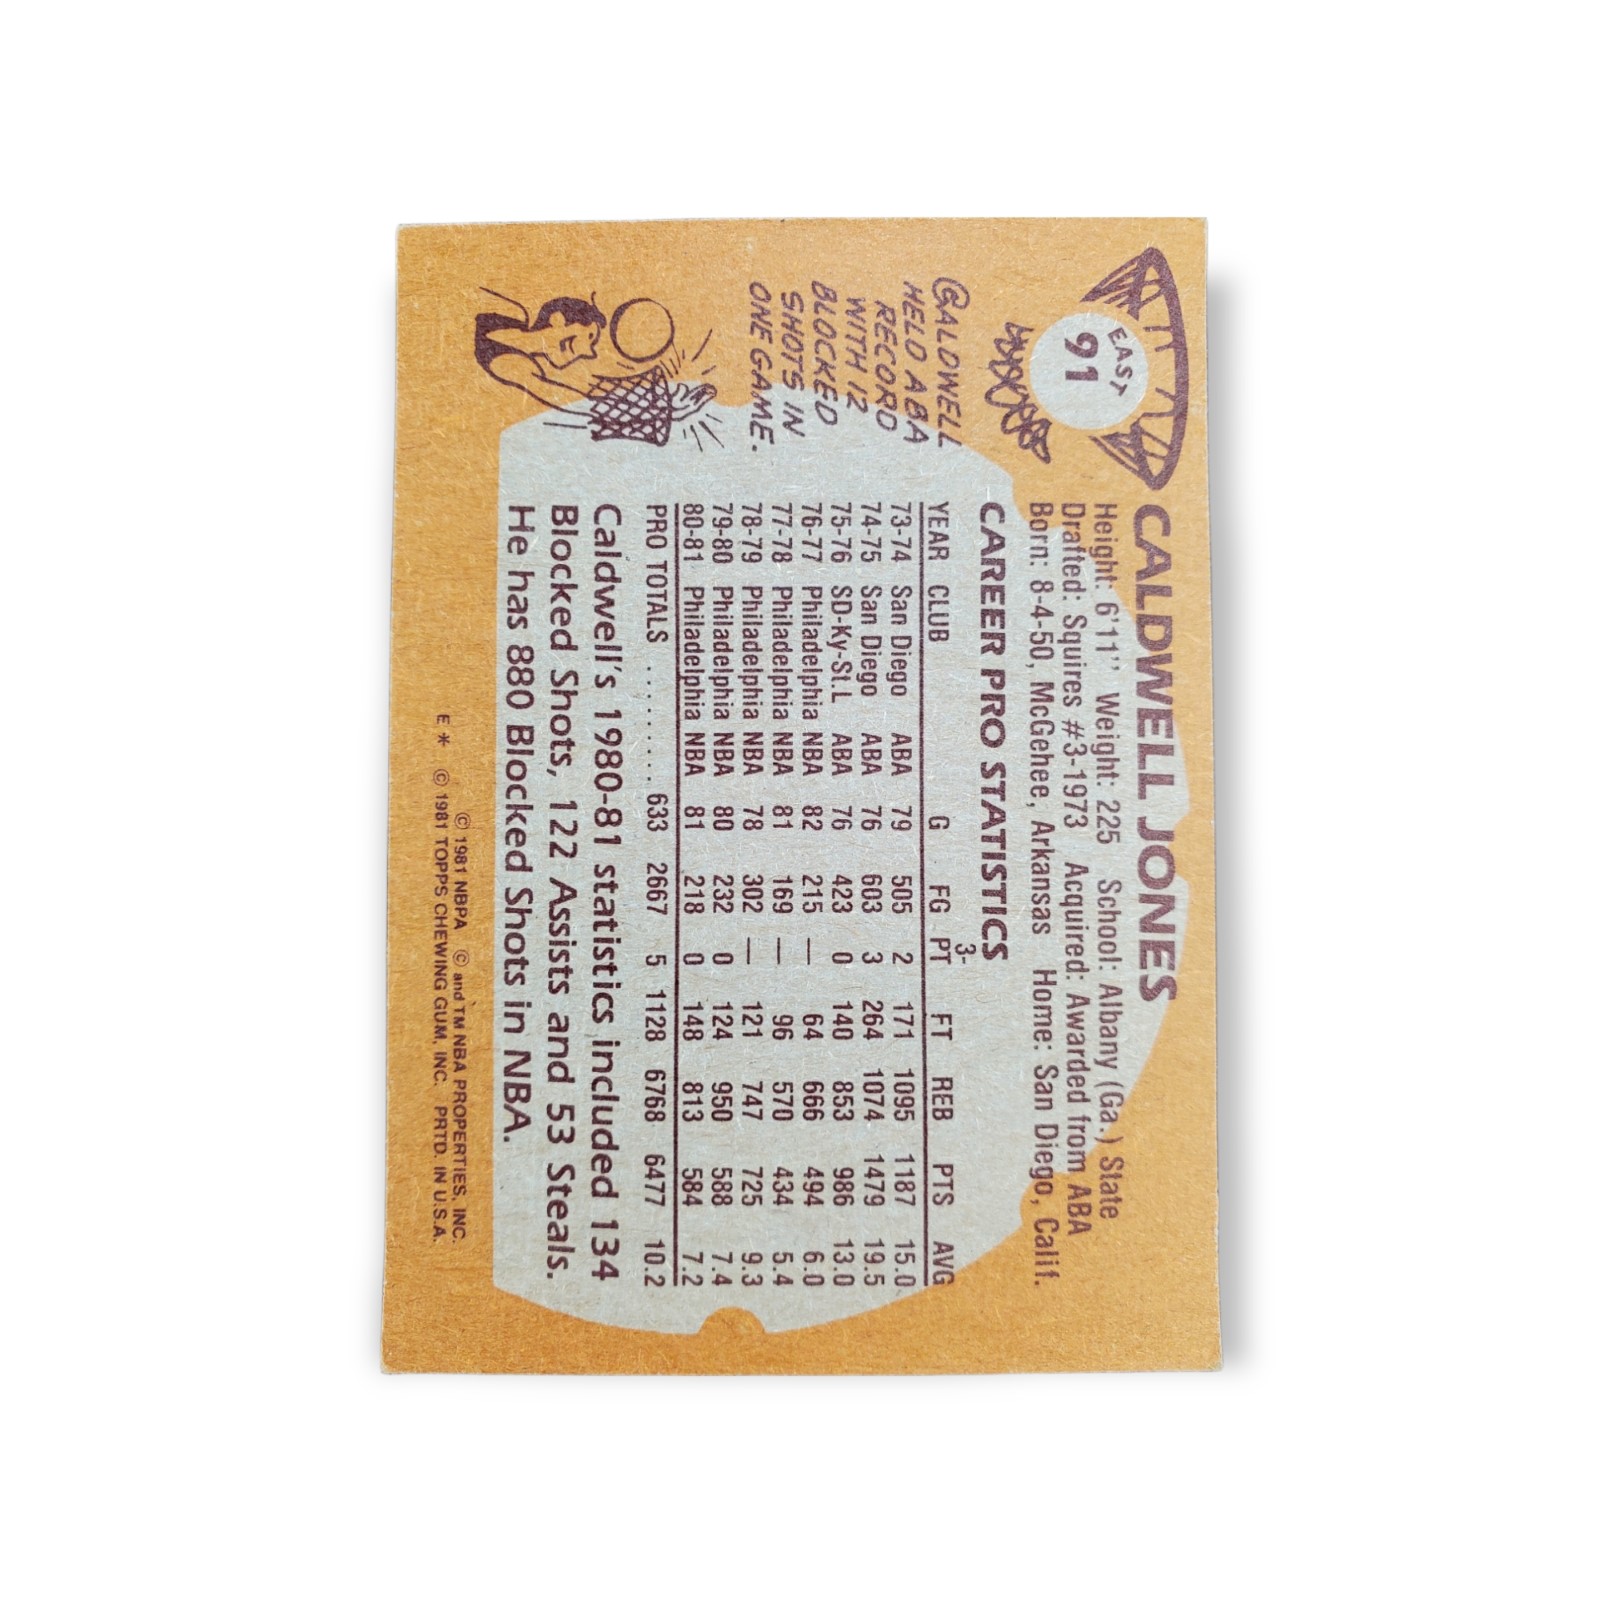 EAST
91
CALDWELL JONES
Height: 6'11" Weight: 225 School: Albany (Ga.) State
Drafted: Squires #3-1973 Acquired: Awarded from ABA
Born: 8-4-50, McGehee, Arkansas Home: San Diego, Calif.
CALDWELL
HELD ABA
RECORD
WITH 12
BLOCKED
SHOTS IN
ONE GAME.
CAREER PRO STATISTICS
YEAR CLUB G FG 3-PT FT REB PTS AVG
73-74 San Diego ABA 79 505 2 171 1095 1187 15.0
74-75 San Diego ABA 76 603 3 264 1074 1479 19.5
75-76 SD-Ky-St.L ABA 76 423 0 140 853 986 13.0
76-77 Philadelphia NBA 82 215 — 64 666 494 6.0
77-78 Philadelphia NBA 81 169 — 96 570 434 5.4
78-79 Philadelphia NBA 78 302 — 121 747 725 9.3
79-80 Philadelphia NBA 80 232 0 124 950 588 7.4
80-81 Philadelphia NBA 81 218 0 148 813 584 7.2
PRO TOTALS ......... 633 2667 5 1128 6768 6477 10.2
Caldwell's 1980-81 statistics included 134
Blocked Shots, 122 Assists and 53 Steals.
He has 880 Blocked Shots in NBA.
© 1981 NBPA © and TM NBA PROPERTIES, INC.
E * © 1981 TOPPS CHEWING GUM, INC. PRTD. IN U.S.A.